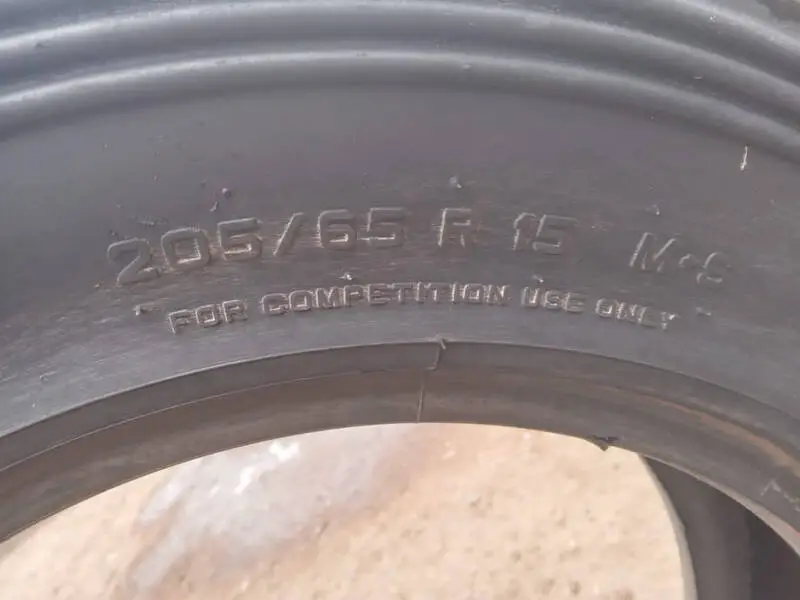 205/65 R 15 M+S
FOR COMPETITION USE ONLY